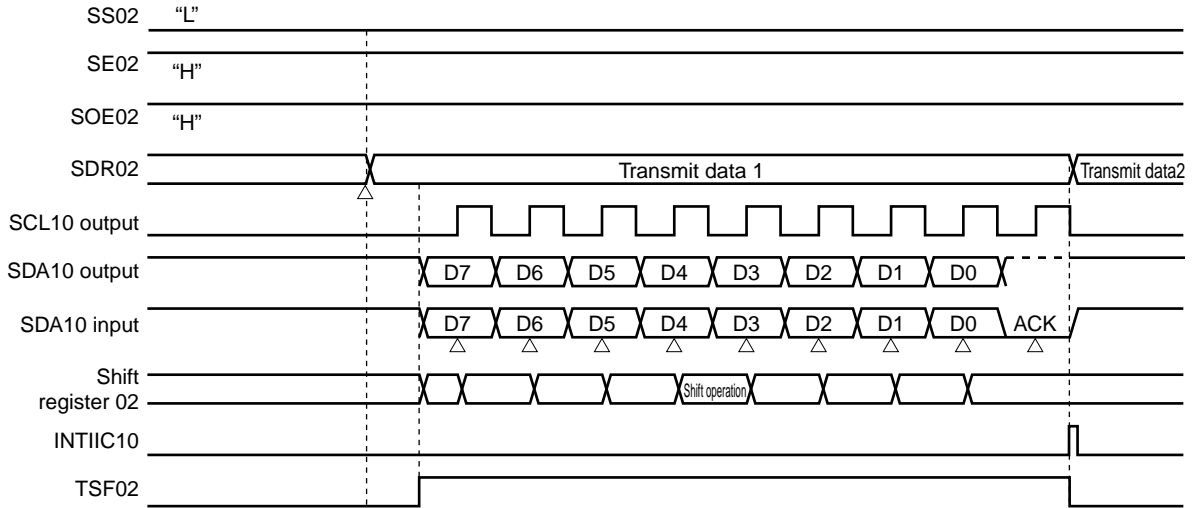 SS02 “L”
SE02 “H”
SOE02 “H”
SDR02 Transmit data 1 Transmit data2
SCL10 output
SDA10 output D7 D6 D5 D4 D3 D2 D1 D0
SDA10 input D7 D6 D5 D4 D3 D2 D1 D0 ACK
Shift
register 02 Shift operation
INTIIC10
TSF02